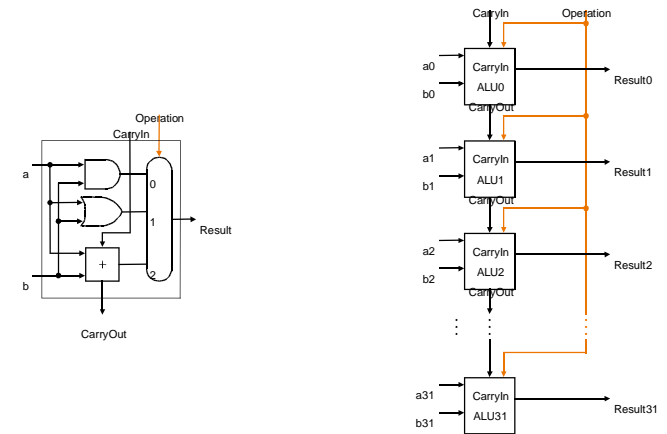 Operation
CarryIn
a
0
1
Result
+
2
b
CarryOut
CarryIn
Operation
a0
CarryIn
Result0
b0
ALU0
CarryOut
a1
CarryIn
Result1
b1
ALU1
CarryOut
a2
CarryIn
Result2
b2
ALU2
CarryOut
a31
CarryIn
Result31
b31
ALU31